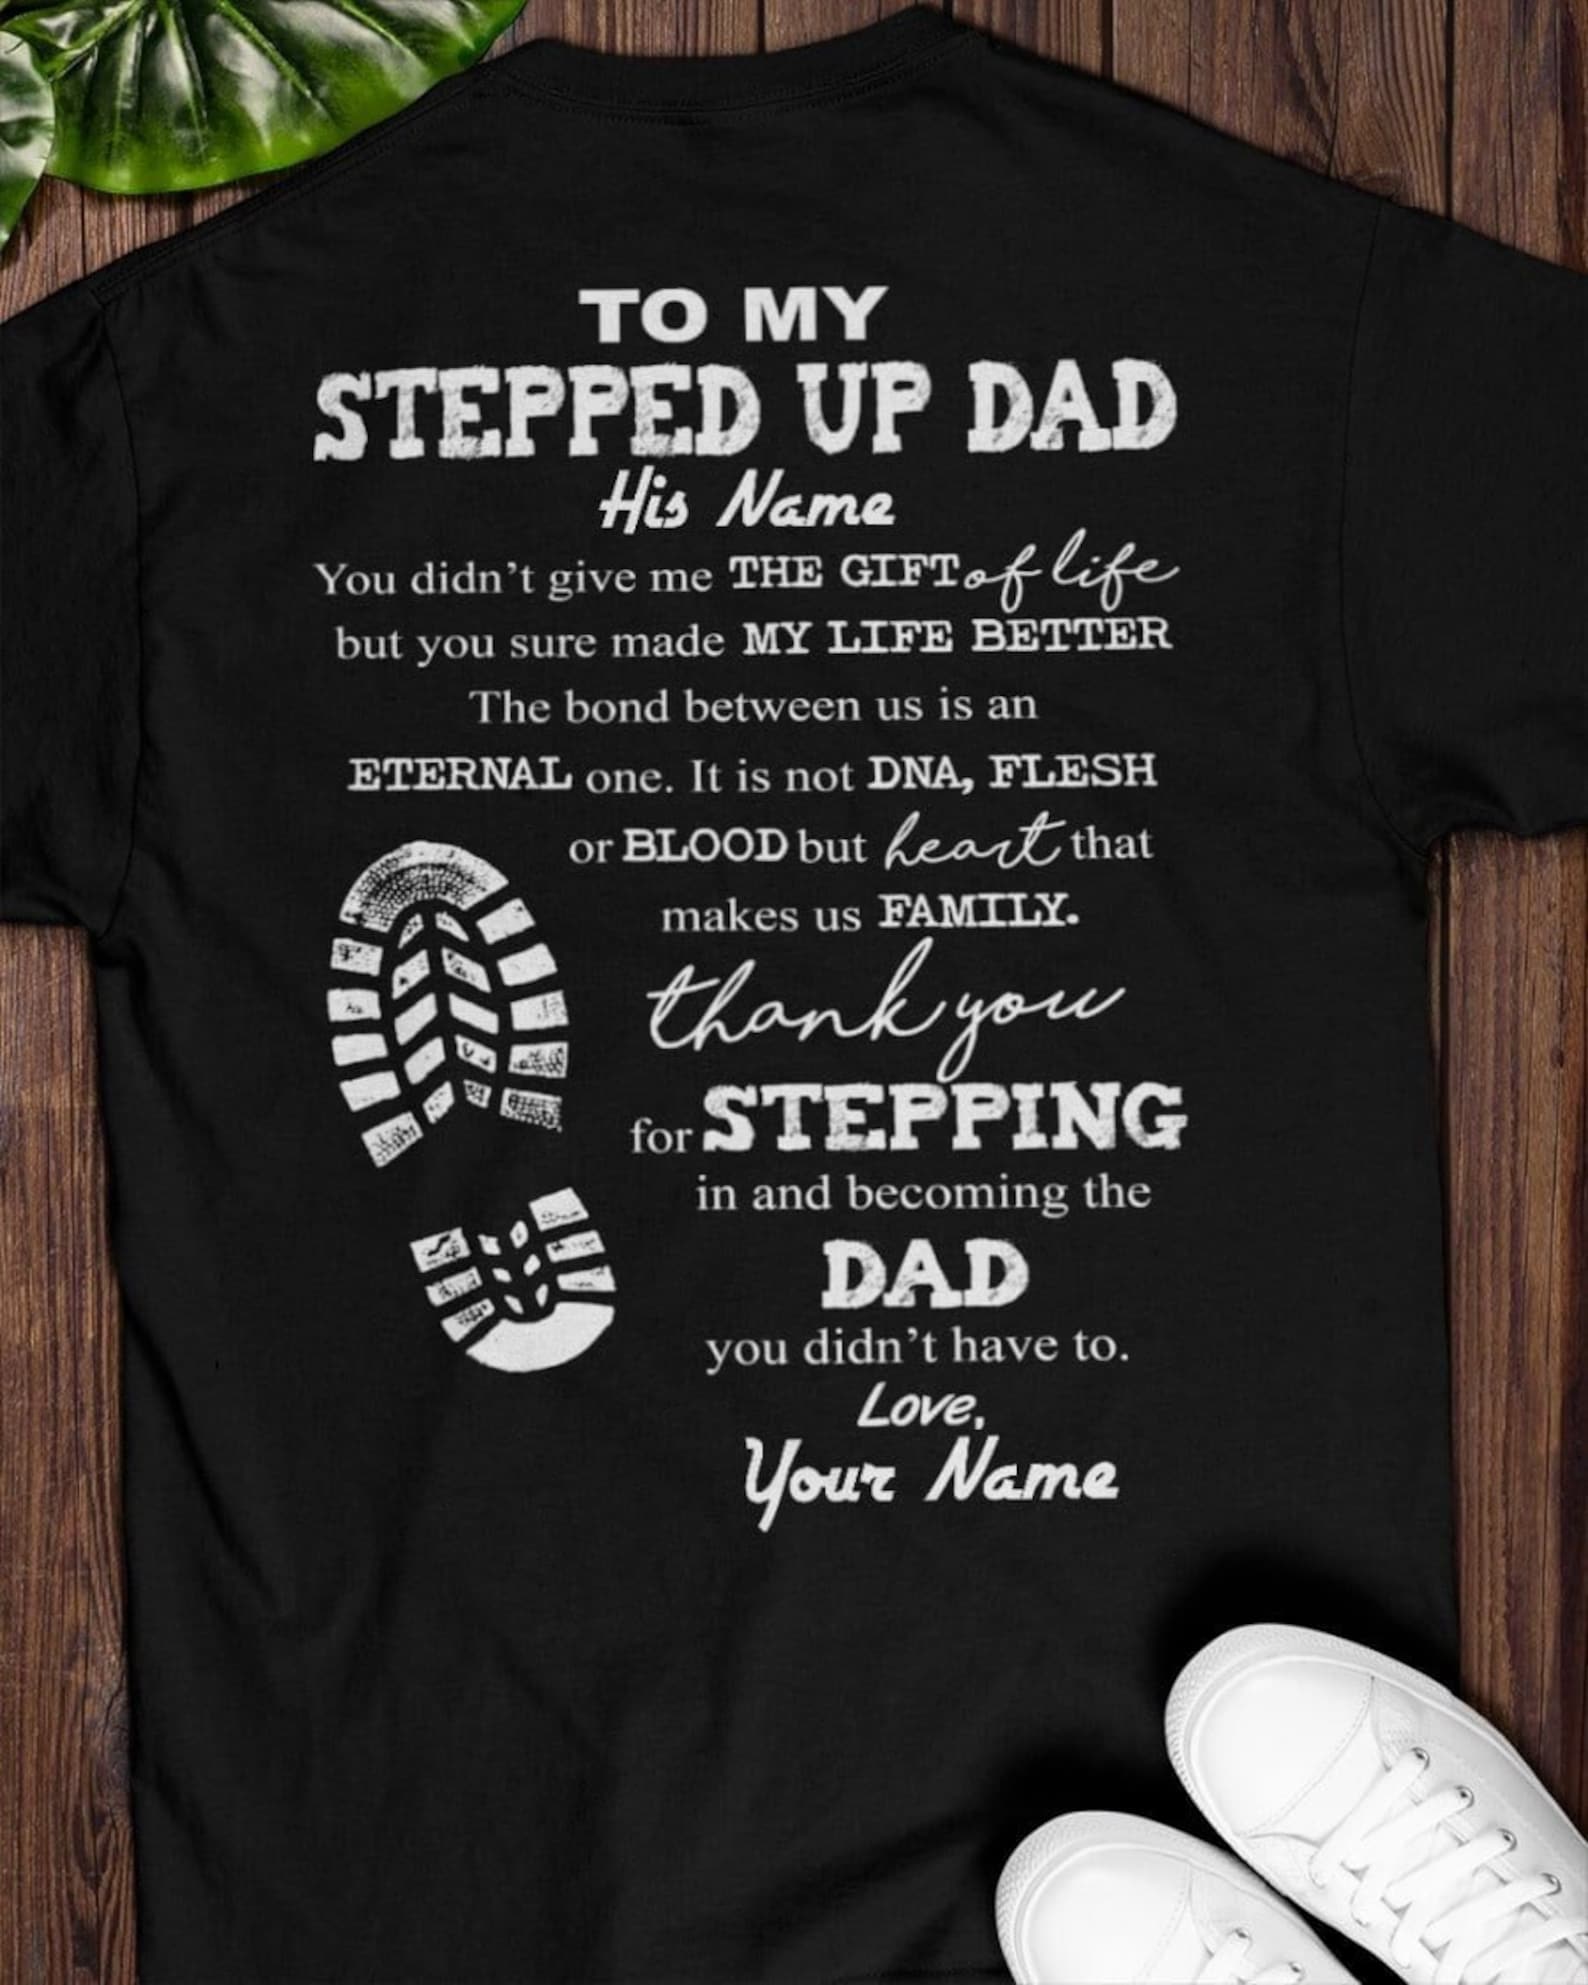 TO MY
STEPPED UP DAD
His Name
You didn't give me THE GIFT of life
but you sure made MY LIFE BETTER
The bond between us is an
ETERNAL one. It is not DNA, FLESH
or BLOOD but heart that
makes us FAMILY.
thank you
for STEPPING
in and becoming the
DAD
you didn't have to.
Love,
Your Name